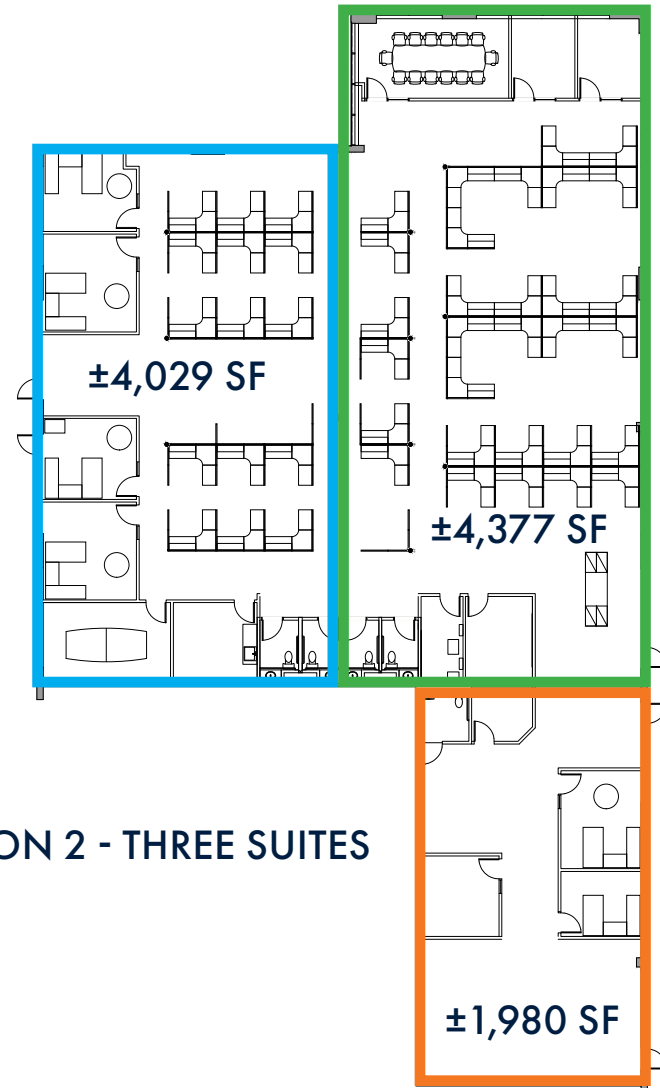 ±4,029 SF
±4,377 SF
ON 2 - THREE SUITES
±1,980 SF